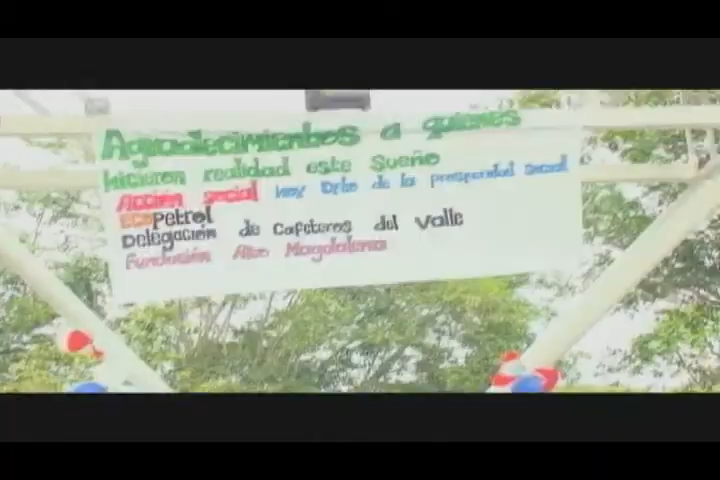 Agradecimientos a quienes
hicieron realidad este Sueño
Acción social hoy Dpto de la prosperidad social
ECOPetrol
Delegación de Cafeteros del Valle
Fundación Alto Magdalena